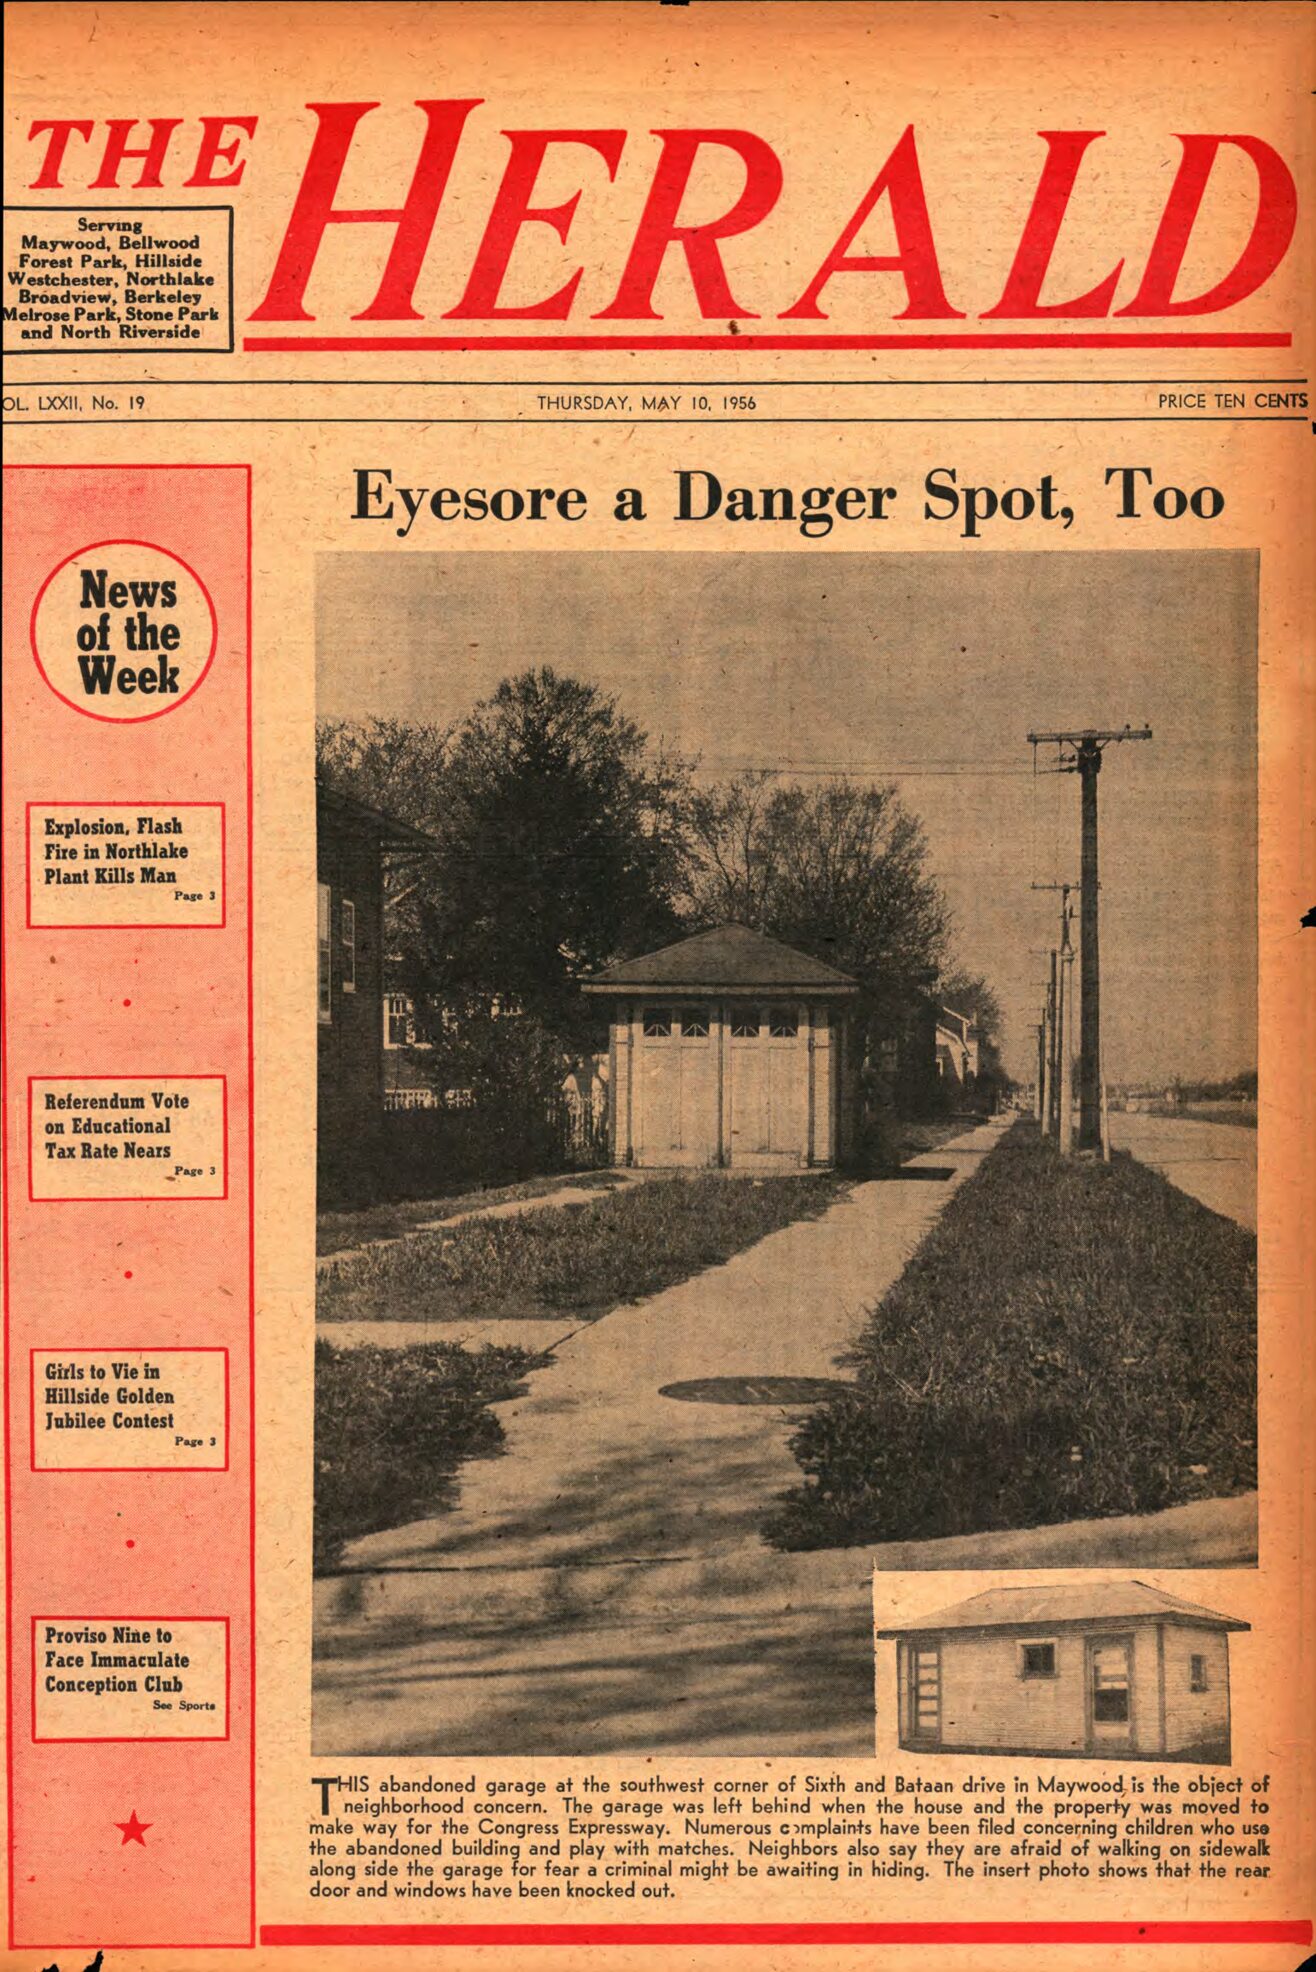 THE HERALD
Serving
Maywood, Bellwood
Forest Park, Hillside
Westchester, Northlake
Broadview, Berkeley
Melrose Park, Stone Park
and North Riverside
OL. LXXII, No. 19
THURSDAY, MAY 10, 1956
PRICE TEN CENTS
Eyesore a Danger Spot, Too
News
of the
Week
Explosion, Flash
Fire in Northlake
Plant Kills Man
Page 3
Referendum Vote
on Educational
Tax Rate Nears
Page 3
Girls to Vie in
Hillside Golden
Jubilee Contest
Page 3
Proviso Nine to
Face Immaculate
Conception Club
See Sports
THIS abandoned garage at the southwest corner of Sixth and Bataan drive in Maywood, is the object of
neighborhood concern. The garage was left behind when the house and the property was moved to
make way for the Congress Expressway. Numerous complaints have been filed concerning children who use
the abandoned building and play with matches. Neighbors also say they are afraid of walking on sidewalk
along side the garage for fear a criminal might be awaiting in hiding. The insert photo shows that the rear
door and windows have been knocked out.